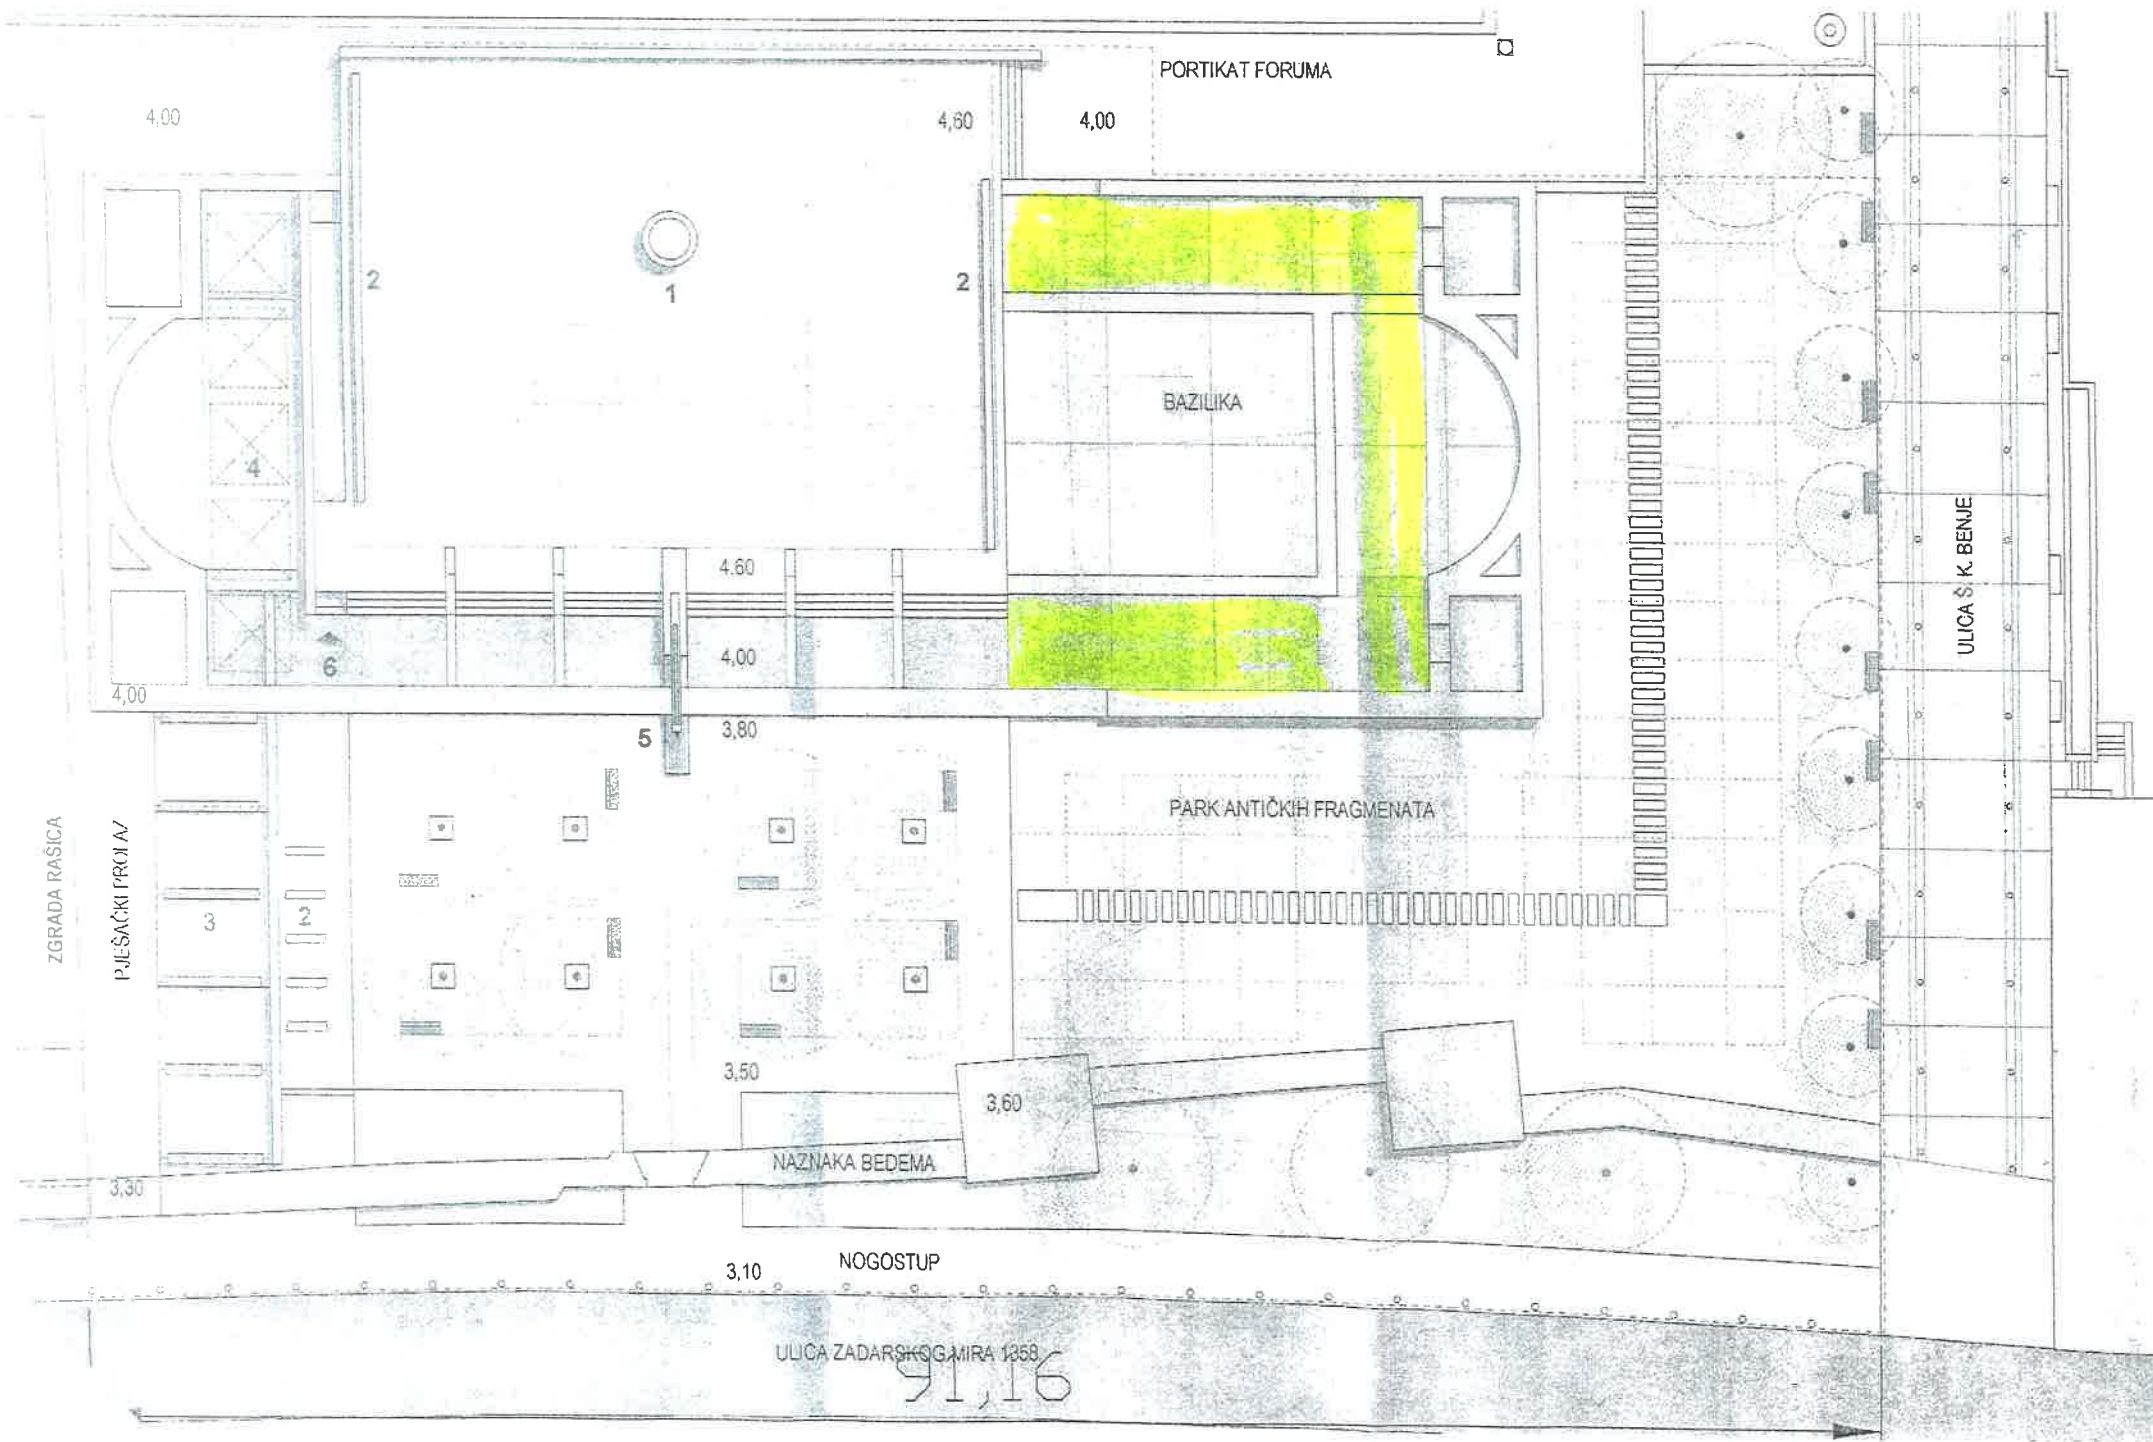 PORTIKAT FORUMA
4,00
4,60
4,00
2
1
2
BAZILIKA
4
4.60
ULICA Š. K. BENJE
6
4,00
4,00
5
3,80
PARK ANTIČKIH FRAGMENATA
ZGRADA RAŠICA
PJEŠAČKI PROLAZ
3
2
3,50
3,60
NAZNAKA BEDEMA
3,30
NOGOSTUP
3,10
ULICA ZADARSKOG MIRA 1358
91,16